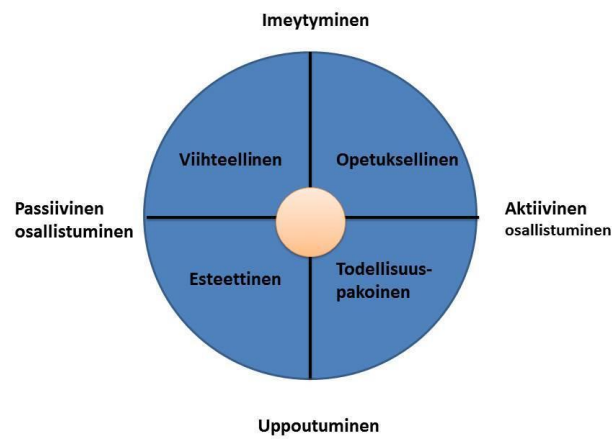 Imeytyminen
Viihteellinen
Opetuksellinen
Passiivinen
osallistuminen
Aktiivinen
osallistuminen
Esteettinen
Todellisuus-
pakoinen
Uppoutuminen